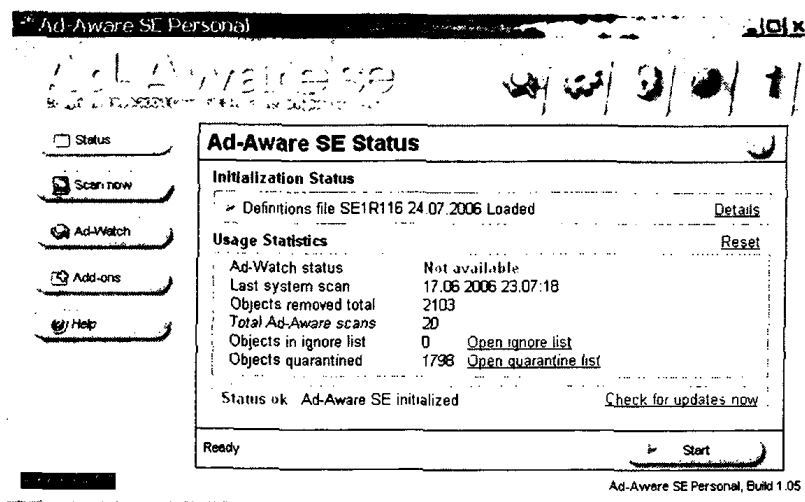 Ad-Aware SE Personal
Ad-Aware se
Status
Scan now
Ad-Watch
Add-ons
Help
Ad-Aware SE Status
Initialization Status
Definitions file SE1R116 24.07.2006 Loaded Details
Usage Statistics Reset
Ad-Watch status Not available
Last system scan 17.06 2006 23.07:18
Objects removed total 2103
Total Ad-Aware scans 20
Objects in ignore list 0 Open ignore list
Objects quarantined 1798 Open quarantine list
Status ok Ad-Aware SE initialized Check for updates now
Ready Start
Ad-Aware SE Personal, Build 1.05